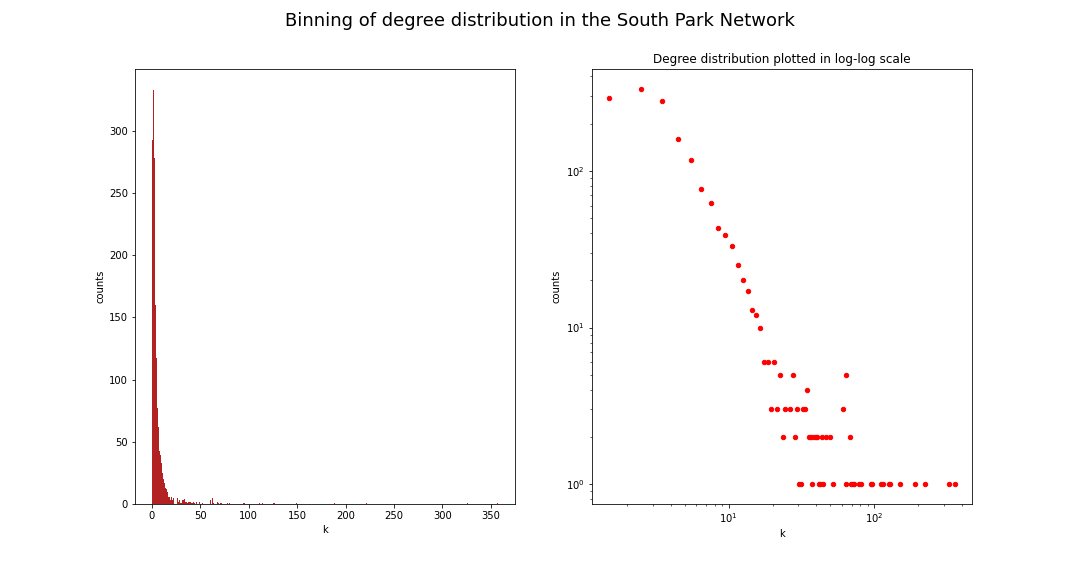 Binning of degree distribution in the South Park Network
300
250
200
150
100
50
0
counts
0 50 100 150 200 250 300 350
k
Degree distribution plotted in log-log scale
10²
10¹
10⁰
counts
10¹ 10²
k